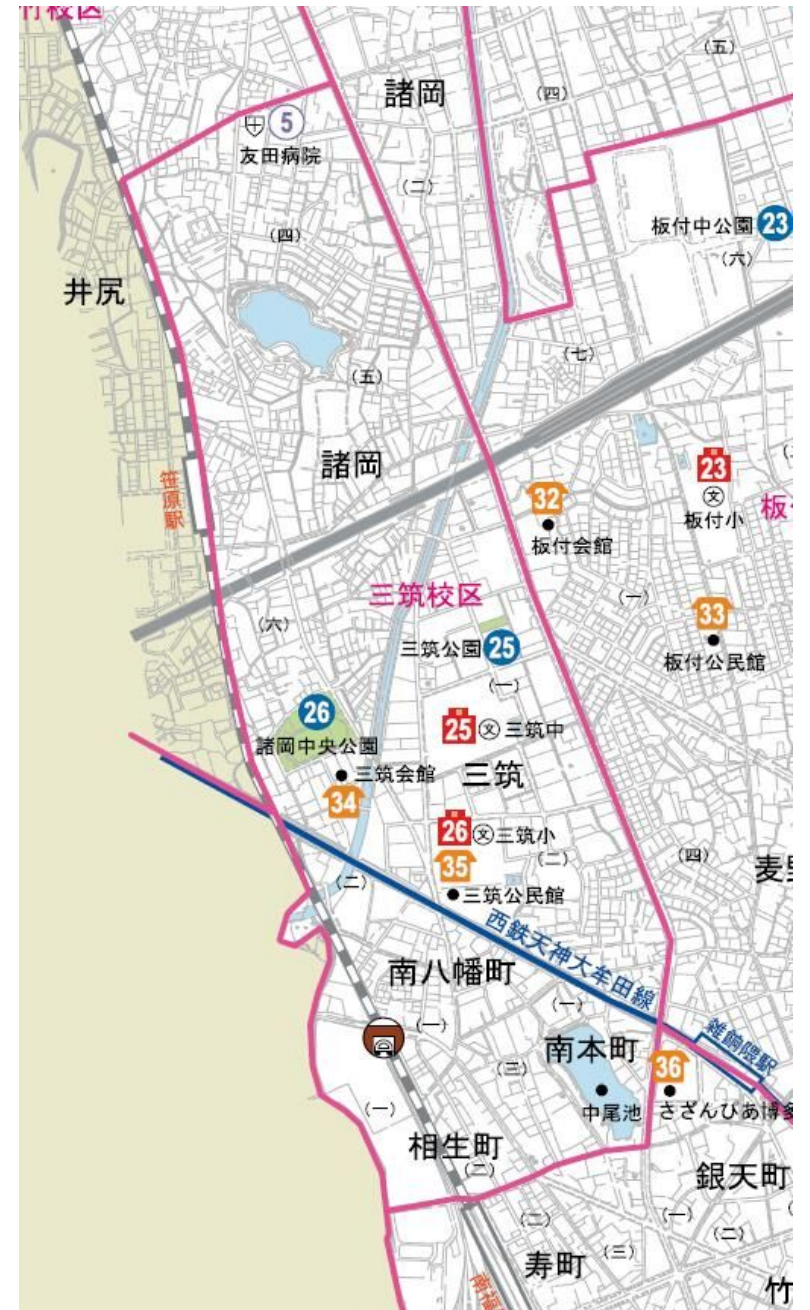 竹校区
諸岡
(五)
(四)
5
友田病院
(二)
板付中公園 23
(四)
(六)
井尻
(七)
(五)
諸岡
笹原駅
23
文
板付小
32
板付会館
三筑校区
(一)
33
(六)
三筑公園 25
板付公民館
(一)
26
25 文 三筑中
諸岡中央公園
三筑会館
三筑
34
26 文 三筑小
35
(二)
(四)
(二)
三筑公民館
西鉄天神大牟田線
南八幡町
(一)
(一)
雑餉隈駅
南本町
(三)
36
(一)
中尾池
さざんぴあ博多
相生町
(二)
銀天町
(二)
(一)
(二)
寿町
(三)
南福
竹